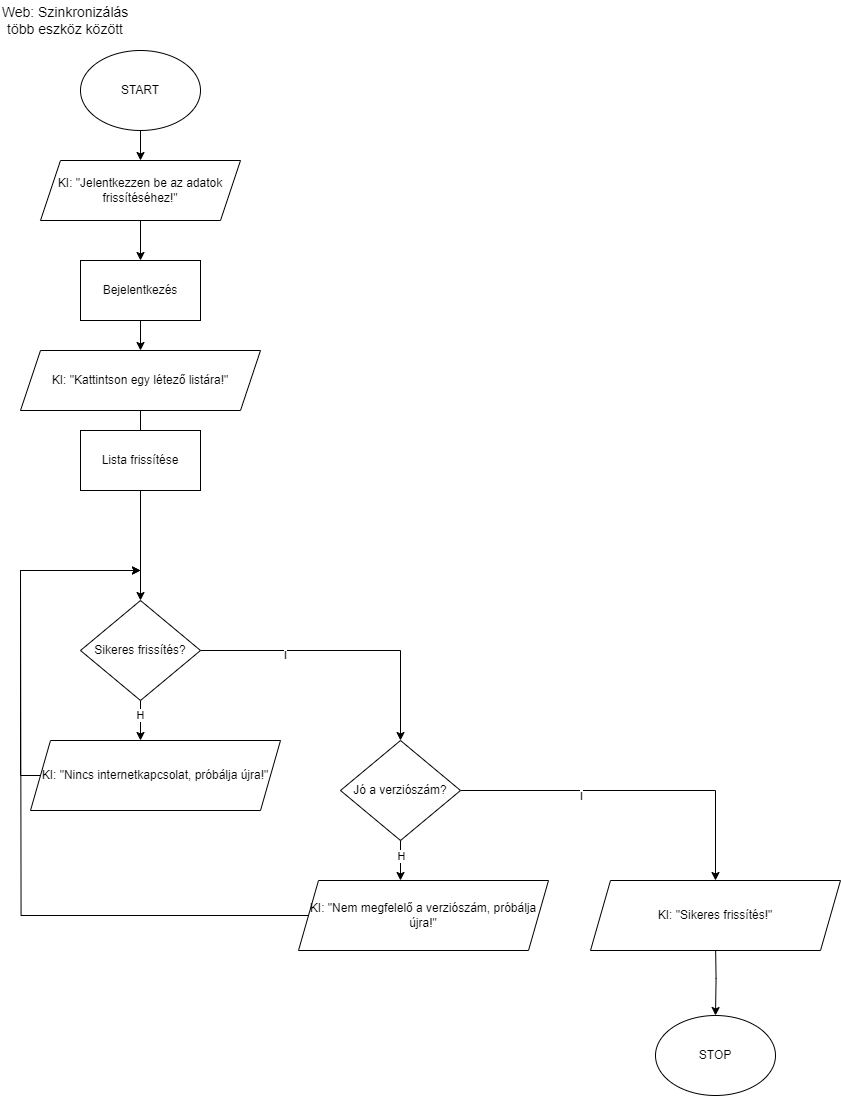 Web: Szinkronizálás
több eszköz között
START
KI: "Jelentkezzen be az adatok
frissítéséhez!"
Bejelentkezés
KI: "Kattintson egy létező listára!"
Lista frissítése
Sikeres frissítés?
I
H
KI: "Nincs internetkapcsolat, próbálja újra!"
Jó a verziószám?
I
H
KI: "Nem megfelelő a verziószám, próbálja
újra!"
KI: "Sikeres frissítés!"
STOP